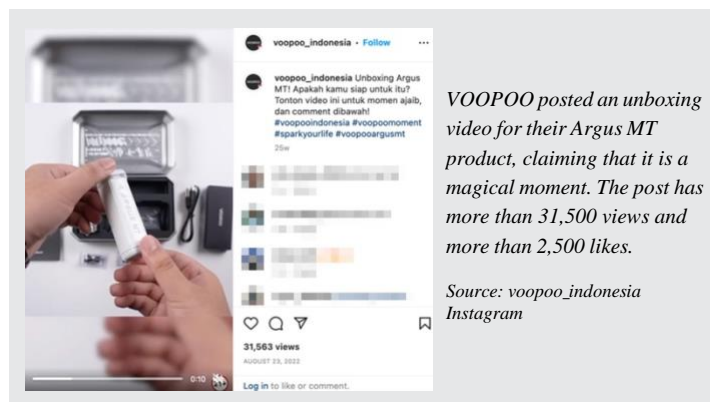 voopoo_indonesia • Follow
voopoo_indonesia Unboxing Argus
MT! Apakah kamu siap untuk itu?
Tonton video ini untuk momen ajaib,
dan comment dibawah!
#voopooindonesia #voopoomoment
#sparkyourlife #voopooargusmt
25w
31,563 views
AUGUST 23, 2022
Log in to like or comment.
0:10
VOOPOO posted an unboxing
video for their Argus MT
product, claiming that it is a
magical moment. The post has
more than 31,500 views and
more than 2,500 likes.
Source: voopoo_indonesia
Instagram